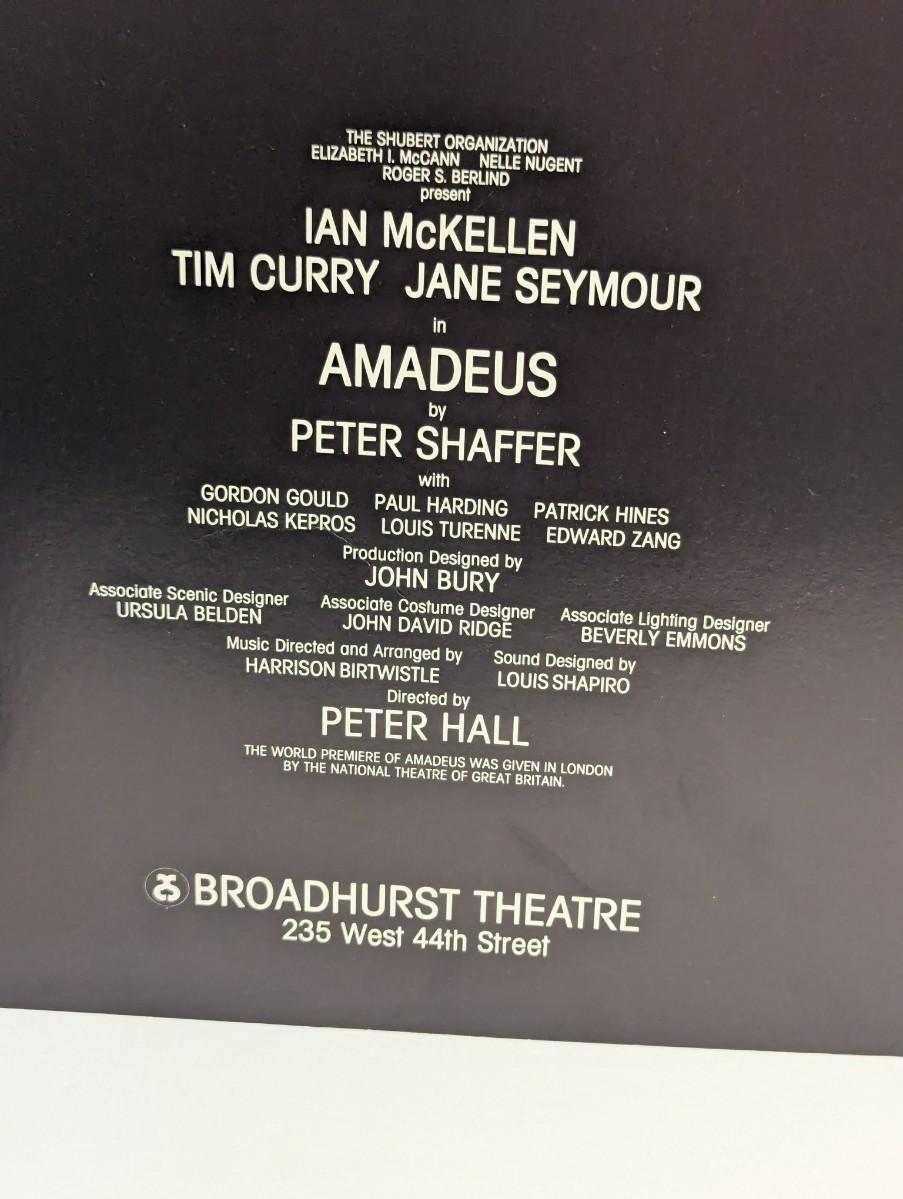 THE SHUBERT ORGANIZATION
ELIZABETH I. McCANN NELLE NUGENT
ROGER S. BERLIND
present
IAN McKELLEN
TIM CURRY JANE SEYMOUR
in
AMADEUS
by
PETER SHAFFER
with
GORDON GOULD PAUL HARDING PATRICK HINES
NICHOLAS KEPROS LOUIS TURENNE EDWARD ZANG
Production Designed by
JOHN BURY
Associate Scenic Designer Associate Costume Designer Associate Lighting Designer
URSULA BELDEN JOHN DAVID RIDGE BEVERLY EMMONS
Music Directed and Arranged by Sound Designed by
HARRISON BIRTWISTLE LOUIS SHAPIRO
Directed by
PETER HALL
THE WORLD PREMIERE OF AMADEUS WAS GIVEN IN LONDON
BY THE NATIONAL THEATRE OF GREAT BRITAIN.
BROADHURST THEATRE
235 West 44th Street